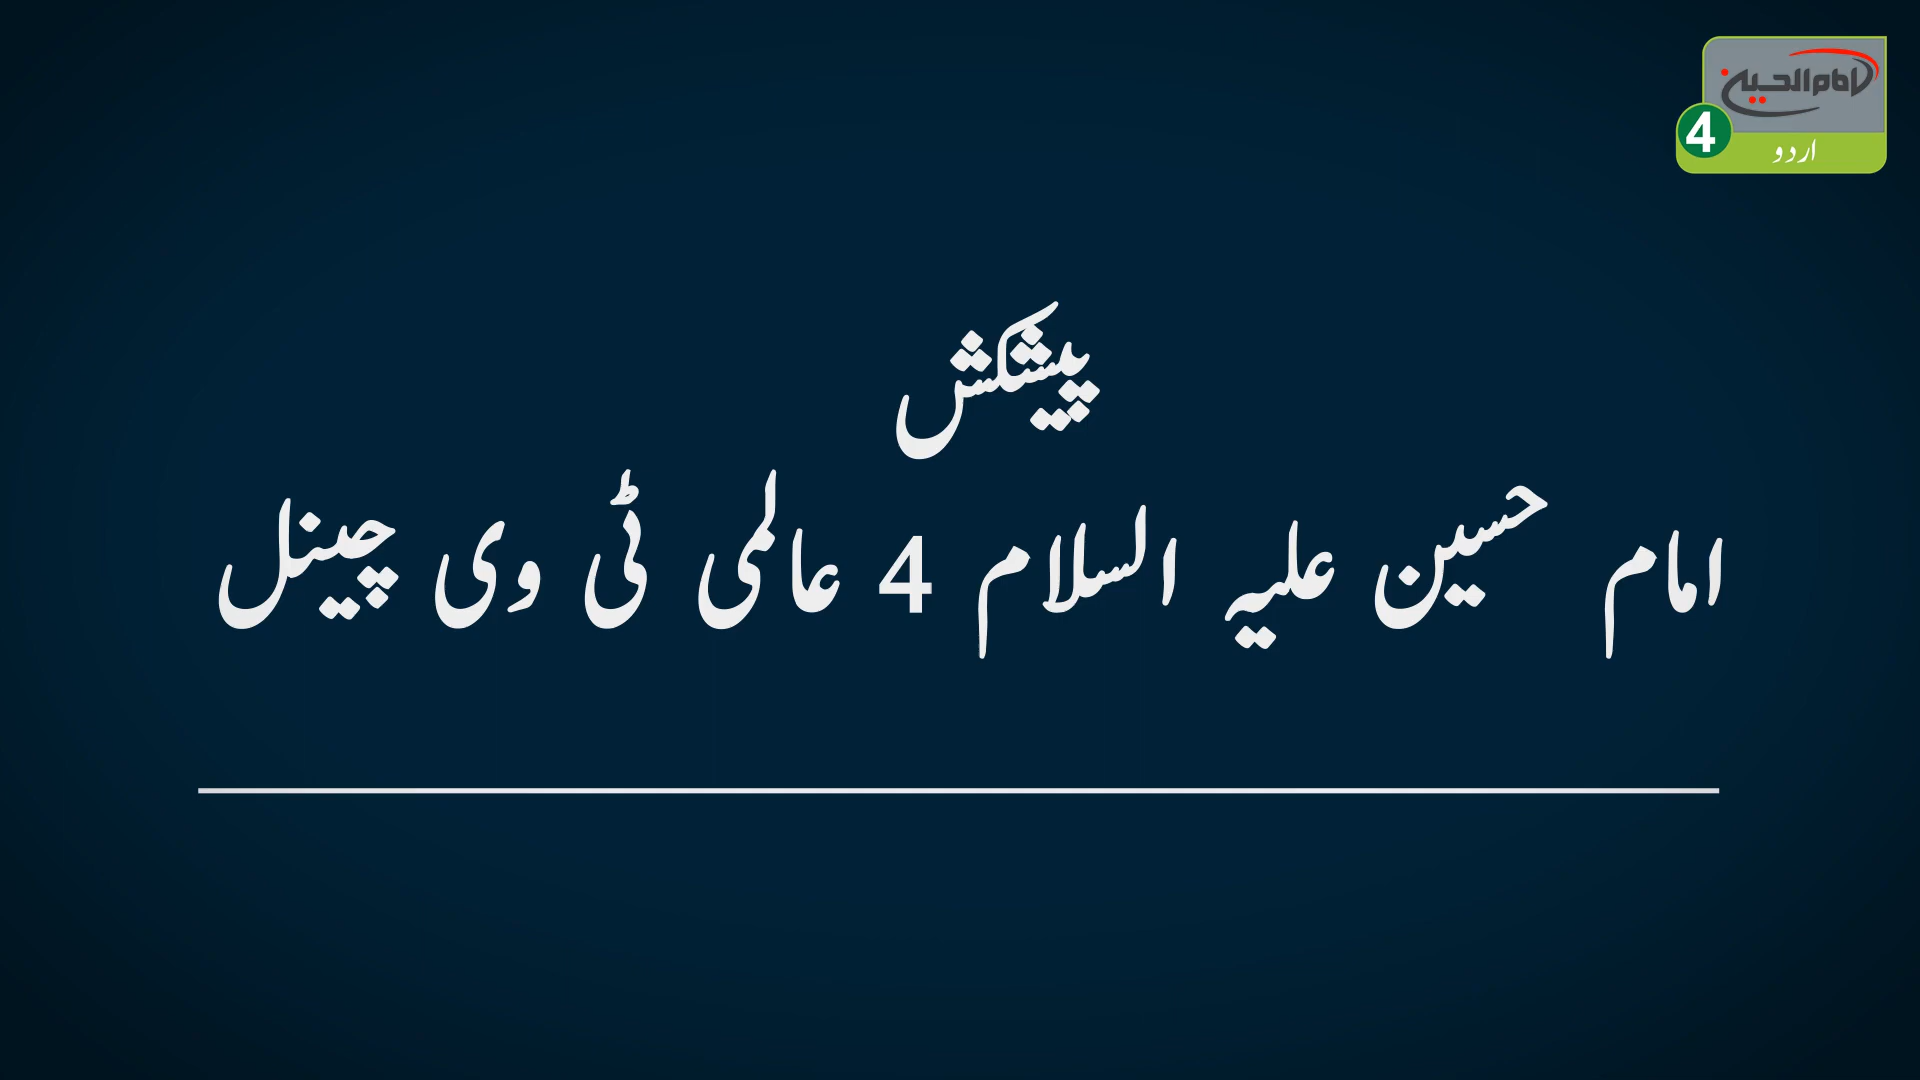 امام الحسین
4
اردو
پیشکش
امام حسین علیہ السلام 4 عالمی ٹی وی چینل